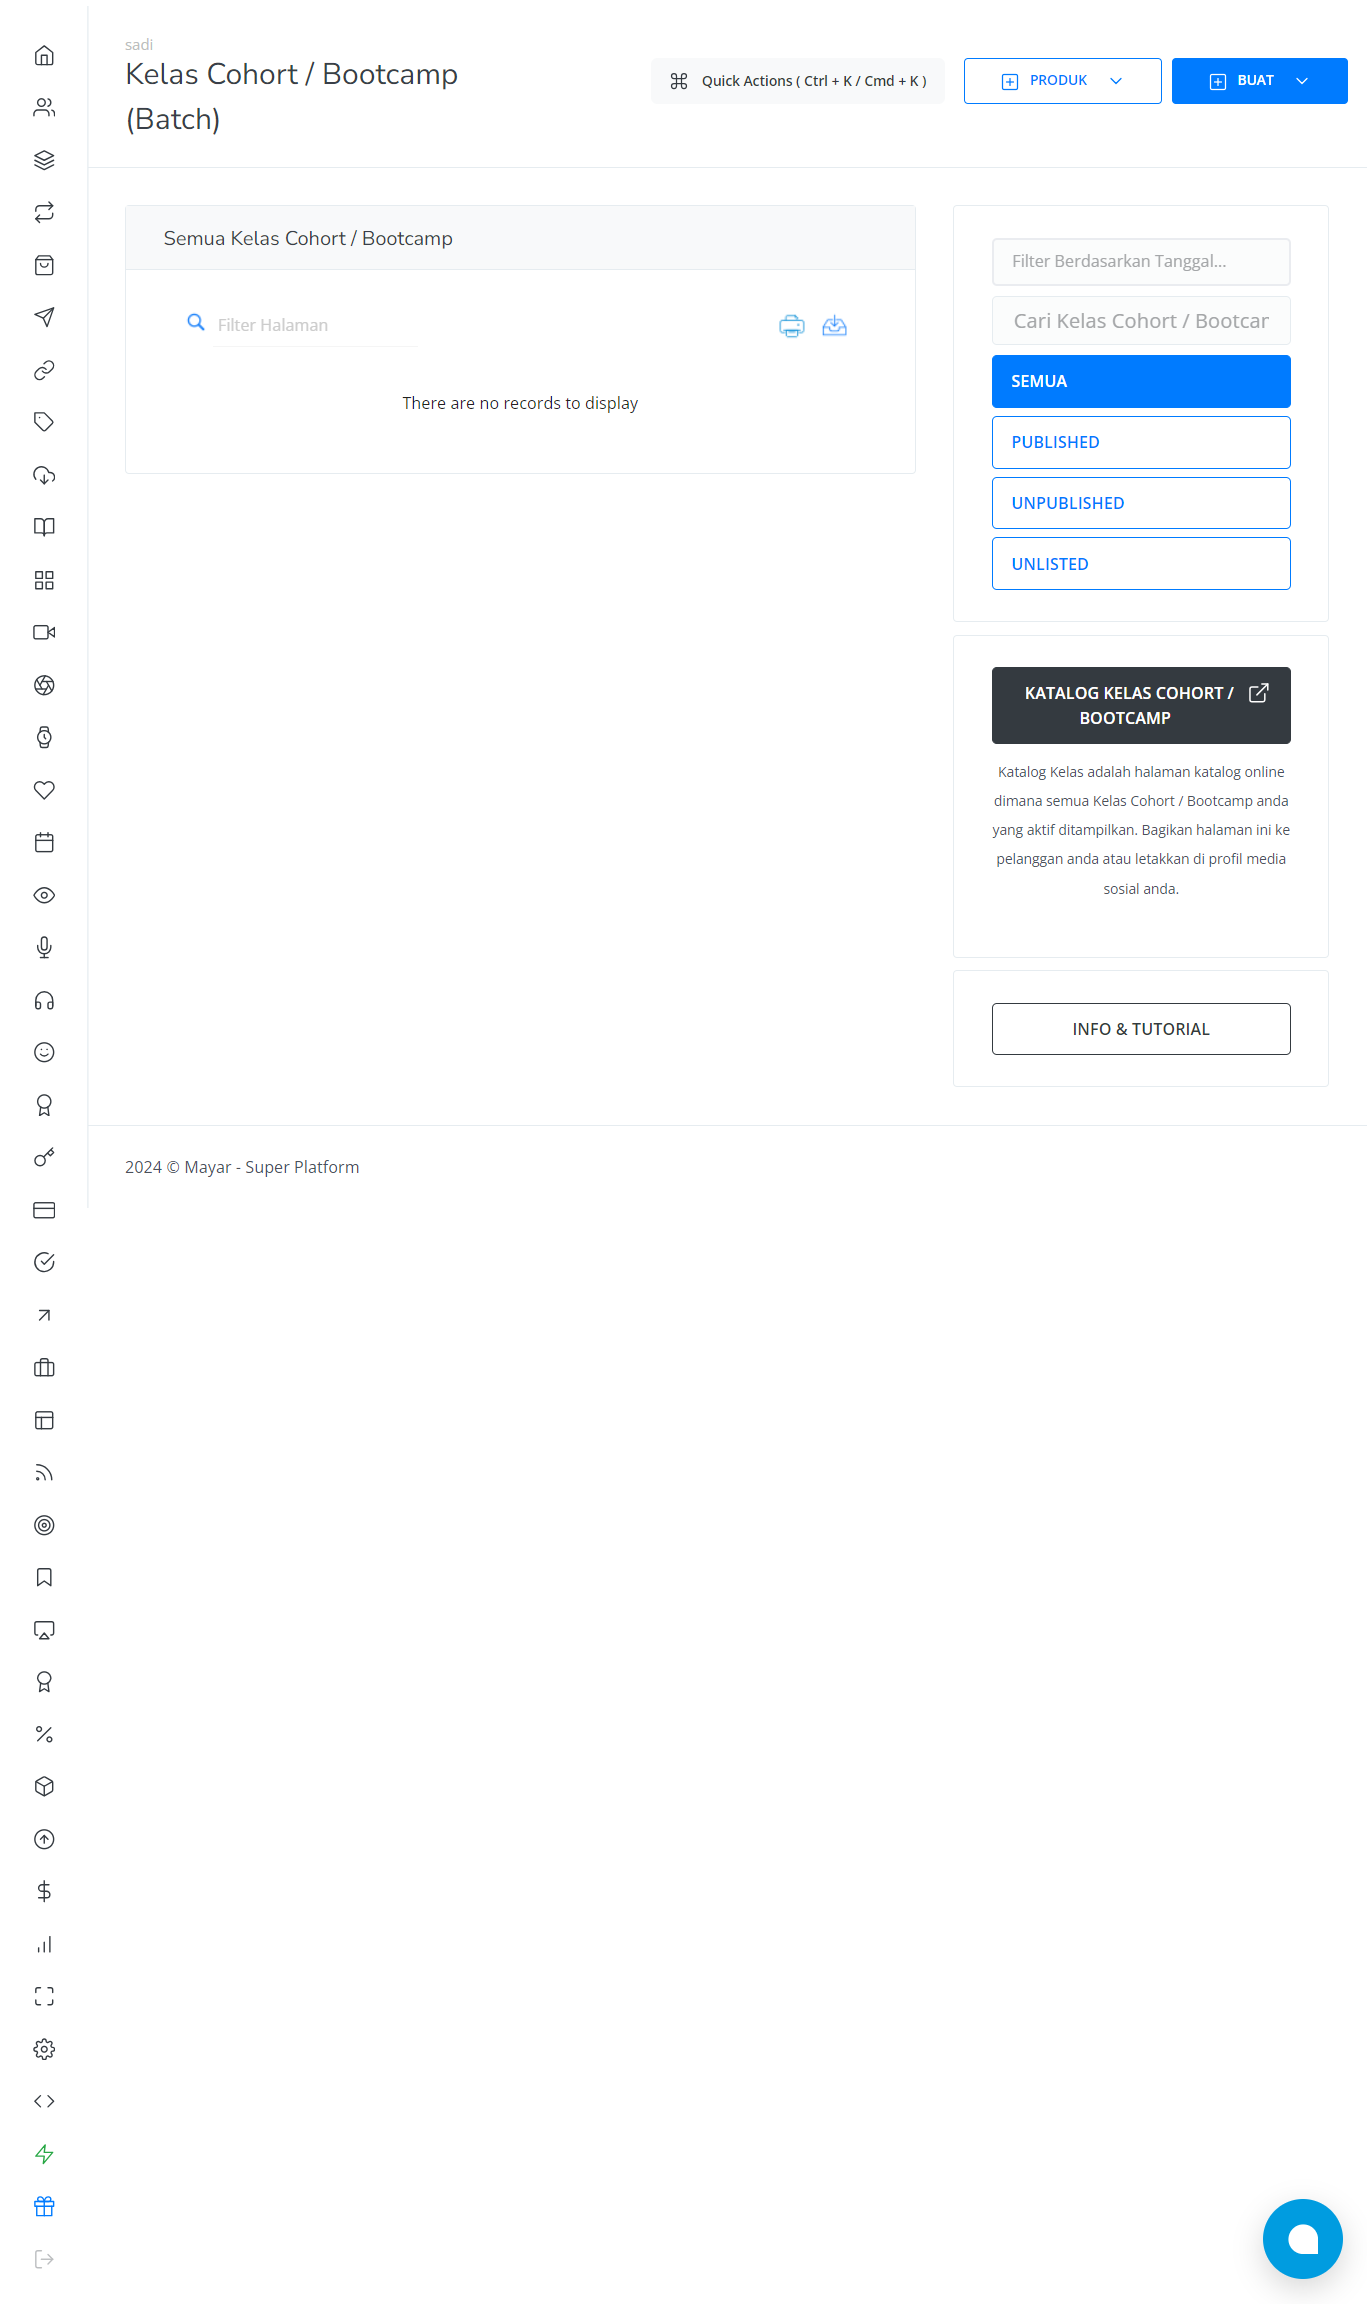 sadi
Kelas Cohort / Bootcamp
(Batch)
Quick Actions ( Ctrl + K / Cmd + K )
PRODUK
BUAT
Semua Kelas Cohort / Bootcamp
Filter Halaman
There are no records to display
Filter Berdasarkan Tanggal...
Cari Kelas Cohort / Bootcar
SEMUA
PUBLISHED
UNPUBLISHED
UNLISTED
KATALOG KELAS COHORT /
BOOTCAMP
Katalog Kelas adalah halaman katalog online
dimana semua Kelas Cohort / Bootcamp anda
yang aktif ditampilkan. Bagikan halaman ini ke
pelanggan anda atau letakkan di profil media
sosial anda.
INFO & TUTORIAL
2024 © Mayar - Super Platform